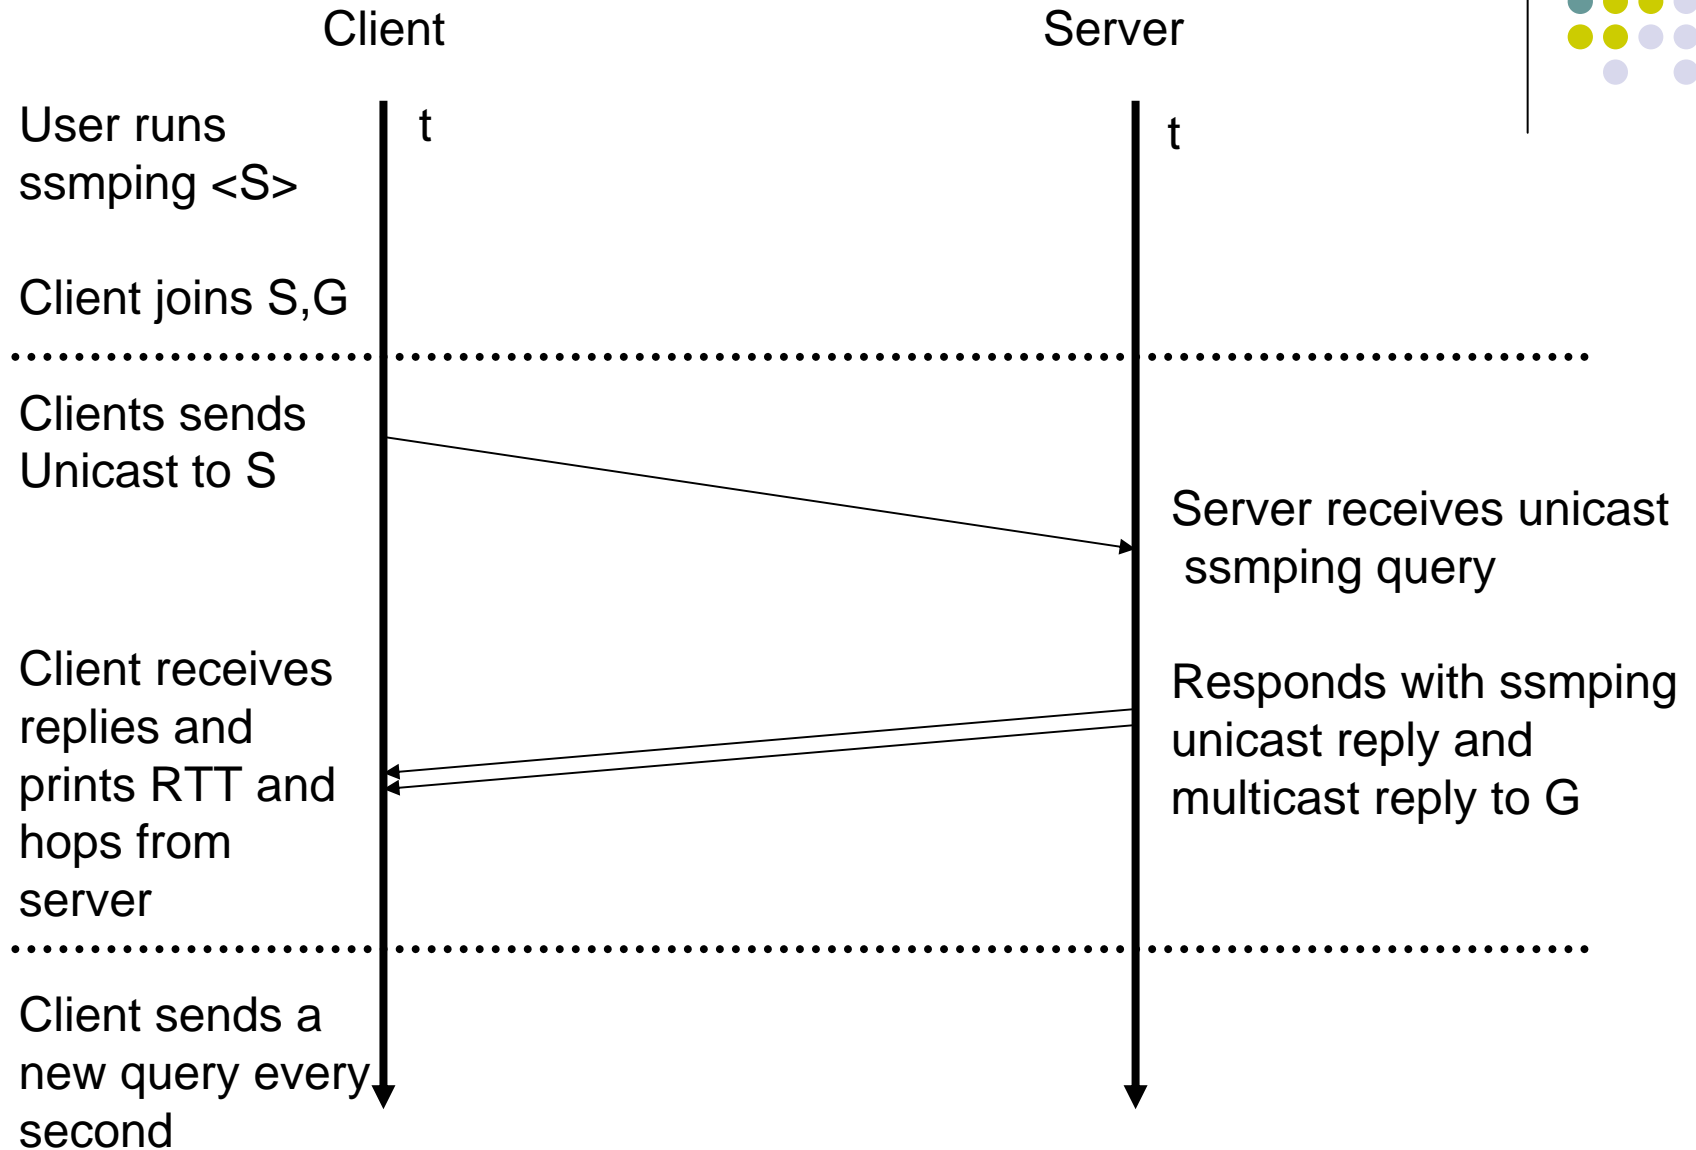 Client
Server
t
t
User runs
ssmping <S>
Client joins S,G
Clients sends
Unicast to S
Server receives unicast
ssmping query
Client receives
replies and
prints RTT and
hops from
server
Responds with ssmping
unicast reply and
multicast reply to G
Client sends a
new query every
second